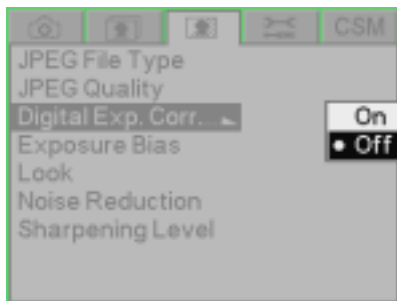 CSM
JPEG File Type
JPEG Quality
Digital Exp. Corr.
On
Exposure Bias
Off
Look
Noise Reduction
Sharpening Level